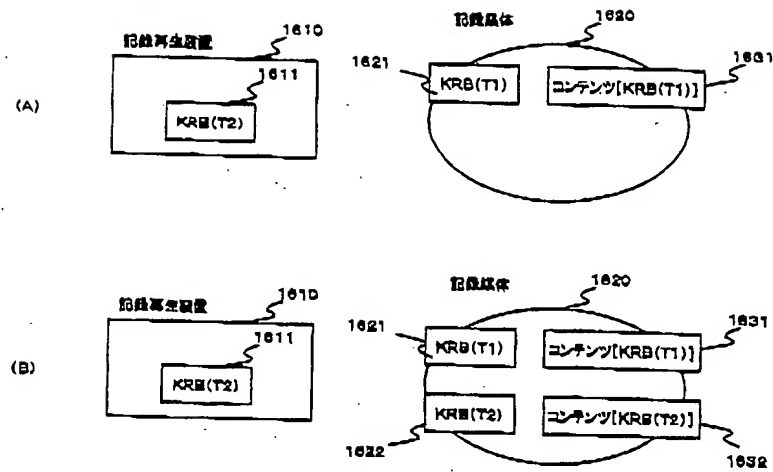 (A)
記録再生装置
1610
1611
KRB(T2)
記録媒体
1620
1621
KRB(T1)
コンテンツ[KRB(T1)]
1631
(B)
記録再生装置
1610
1611
KRB(T2)
記録媒体
1620
1621
KRB(T1)
コンテンツ[KRB(T1)]
1631
KRB(T2)
コンテンツ[KRB(T2)]
1622
1632